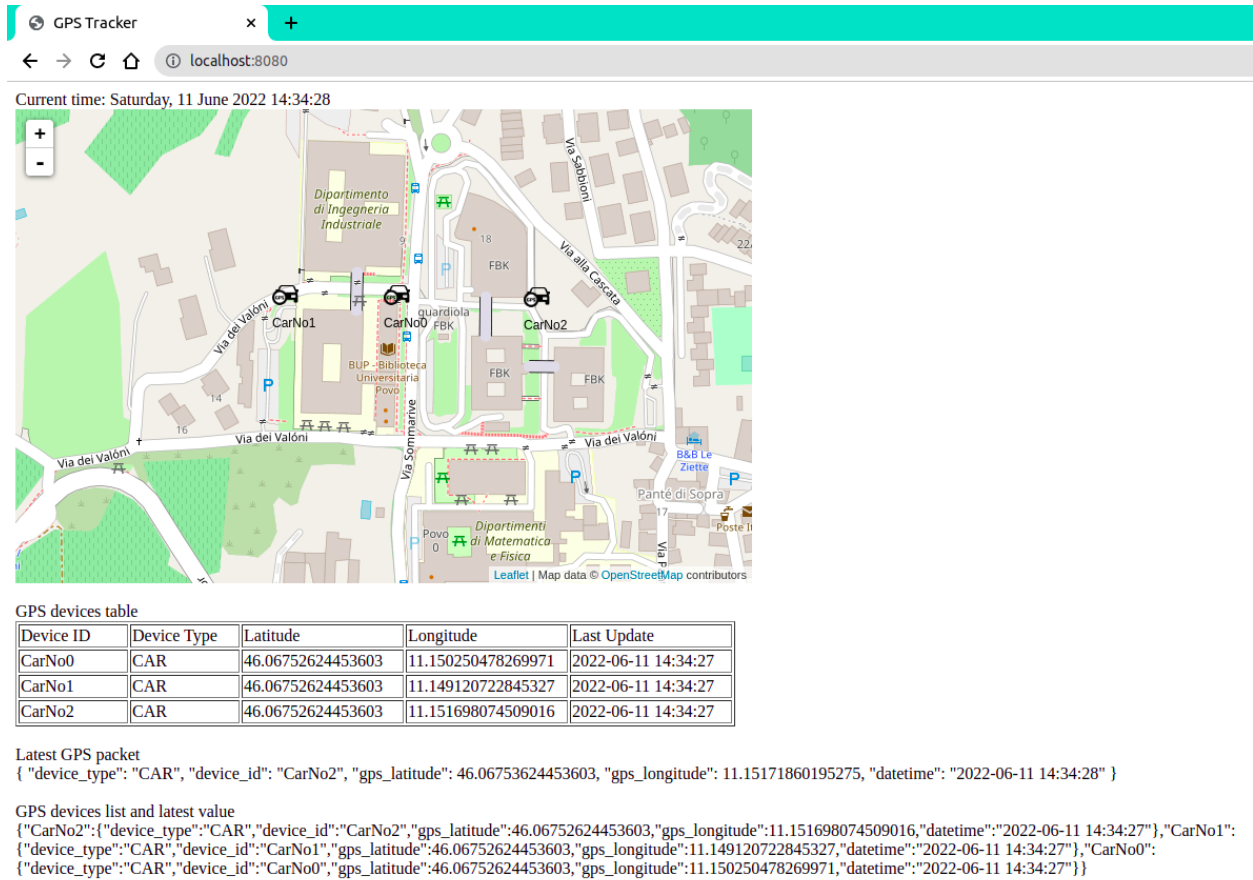 GPS Tracker
localhost:8080
Current time: Saturday, 11 June 2022 14:34:28
+
-
Dipartimento
di Ingegneria
Industriale
Via Sabbioni
9
18
FBK
22
P
Via alla Cascata
Via dei Valóni
CarNo1
CarNo0
guardiola
FBK
CarNo2
BUP - Biblioteca
Universitaria
Povo
FBK
FBK
P
14
16
Via dei Valóni
Via Sommarive
Via dei Valóni
Via dei Valóni
B&B Le
Ziette
P
P
Panté di Sopra
17
Poste It
Povo
0
P
Dipartimenti
di Matematica
e Fisica
Via P
Leaflet | Map data © OpenStreetMap contributors
GPS devices table
Device ID Device Type Latitude Longitude Last Update
CarNo0 CAR 46.06752624453603 11.150250478269971 2022-06-11 14:34:27
CarNo1 CAR 46.06752624453603 11.149120722845327 2022-06-11 14:34:27
CarNo2 CAR 46.06752624453603 11.151698074509016 2022-06-11 14:34:27
Latest GPS packet
{ "device_type": "CAR", "device_id": "CarNo2", "gps_latitude": 46.06753624453603, "gps_longitude": 11.15171860195275, "datetime": "2022-06-11 14:34:28" }
GPS devices list and latest value
{"CarNo2":{"device_type":"CAR","device_id":"CarNo2","gps_latitude":46.06752624453603,"gps_longitude":11.151698074509016,"datetime":"2022-06-11 14:34:27"},"CarNo1":
{"device_type":"CAR","device_id":"CarNo1","gps_latitude":46.06752624453603,"gps_longitude":11.149120722845327,"datetime":"2022-06-11 14:34:27"},"CarNo0":
{"device_type":"CAR","device_id":"CarNo0","gps_latitude":46.06752624453603,"gps_longitude":11.150250478269971,"datetime":"2022-06-11 14:34:27"}}